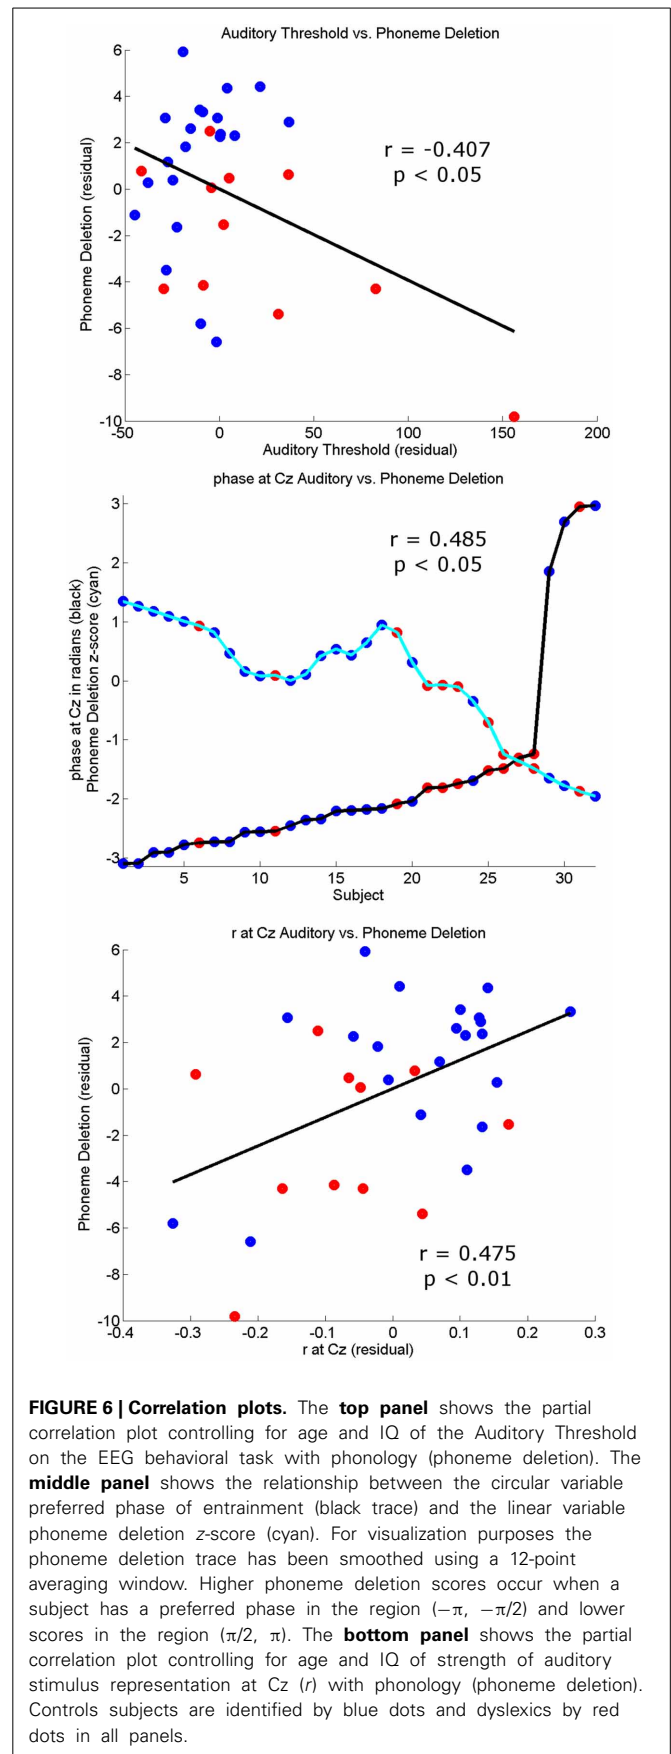 Auditory Threshold vs. Phoneme Deletion
6
4
2
0
-2
-4
-6
-8
-10
Phoneme Deletion (residual)
r = -0.407
p < 0.05
-50 0 50 100 150 200
Auditory Threshold (residual)
phase at Cz Auditory vs. Phoneme Deletion
3
2
1
0
-1
-2
-3
phase at Cz in radians (black)
Phoneme Deletion z-score (cyan)
r = 0.485
p < 0.05
5 10 15 20 25 30
Subject
r at Cz Auditory vs. Phoneme Deletion
6
4
2
0
-2
-4
-6
-8
-10
Phoneme Deletion (residual)
r = 0.475
p < 0.01
-0.4 -0.3 -0.2 -0.1 0 0.1 0.2 0.3
r at Cz (residual)
FIGURE 6 | Correlation plots. The top panel shows the partial
correlation plot controlling for age and IQ of the Auditory Threshold
on the EEG behavioral task with phonology (phoneme deletion). The
middle panel shows the relationship between the circular variable
preferred phase of entrainment (black trace) and the linear variable
phoneme deletion z-score (cyan). For visualization purposes the
phoneme deletion trace has been smoothed using a 12-point
averaging window. Higher phoneme deletion scores occur when a
subject has a preferred phase in the region (−π, −π/2) and lower
scores in the region (π/2, π). The bottom panel shows the partial
correlation plot controlling for age and IQ of strength of auditory
stimulus representation at Cz (r) with phonology (phoneme deletion).
Controls subjects are identified by blue dots and dyslexics by red
dots in all panels.